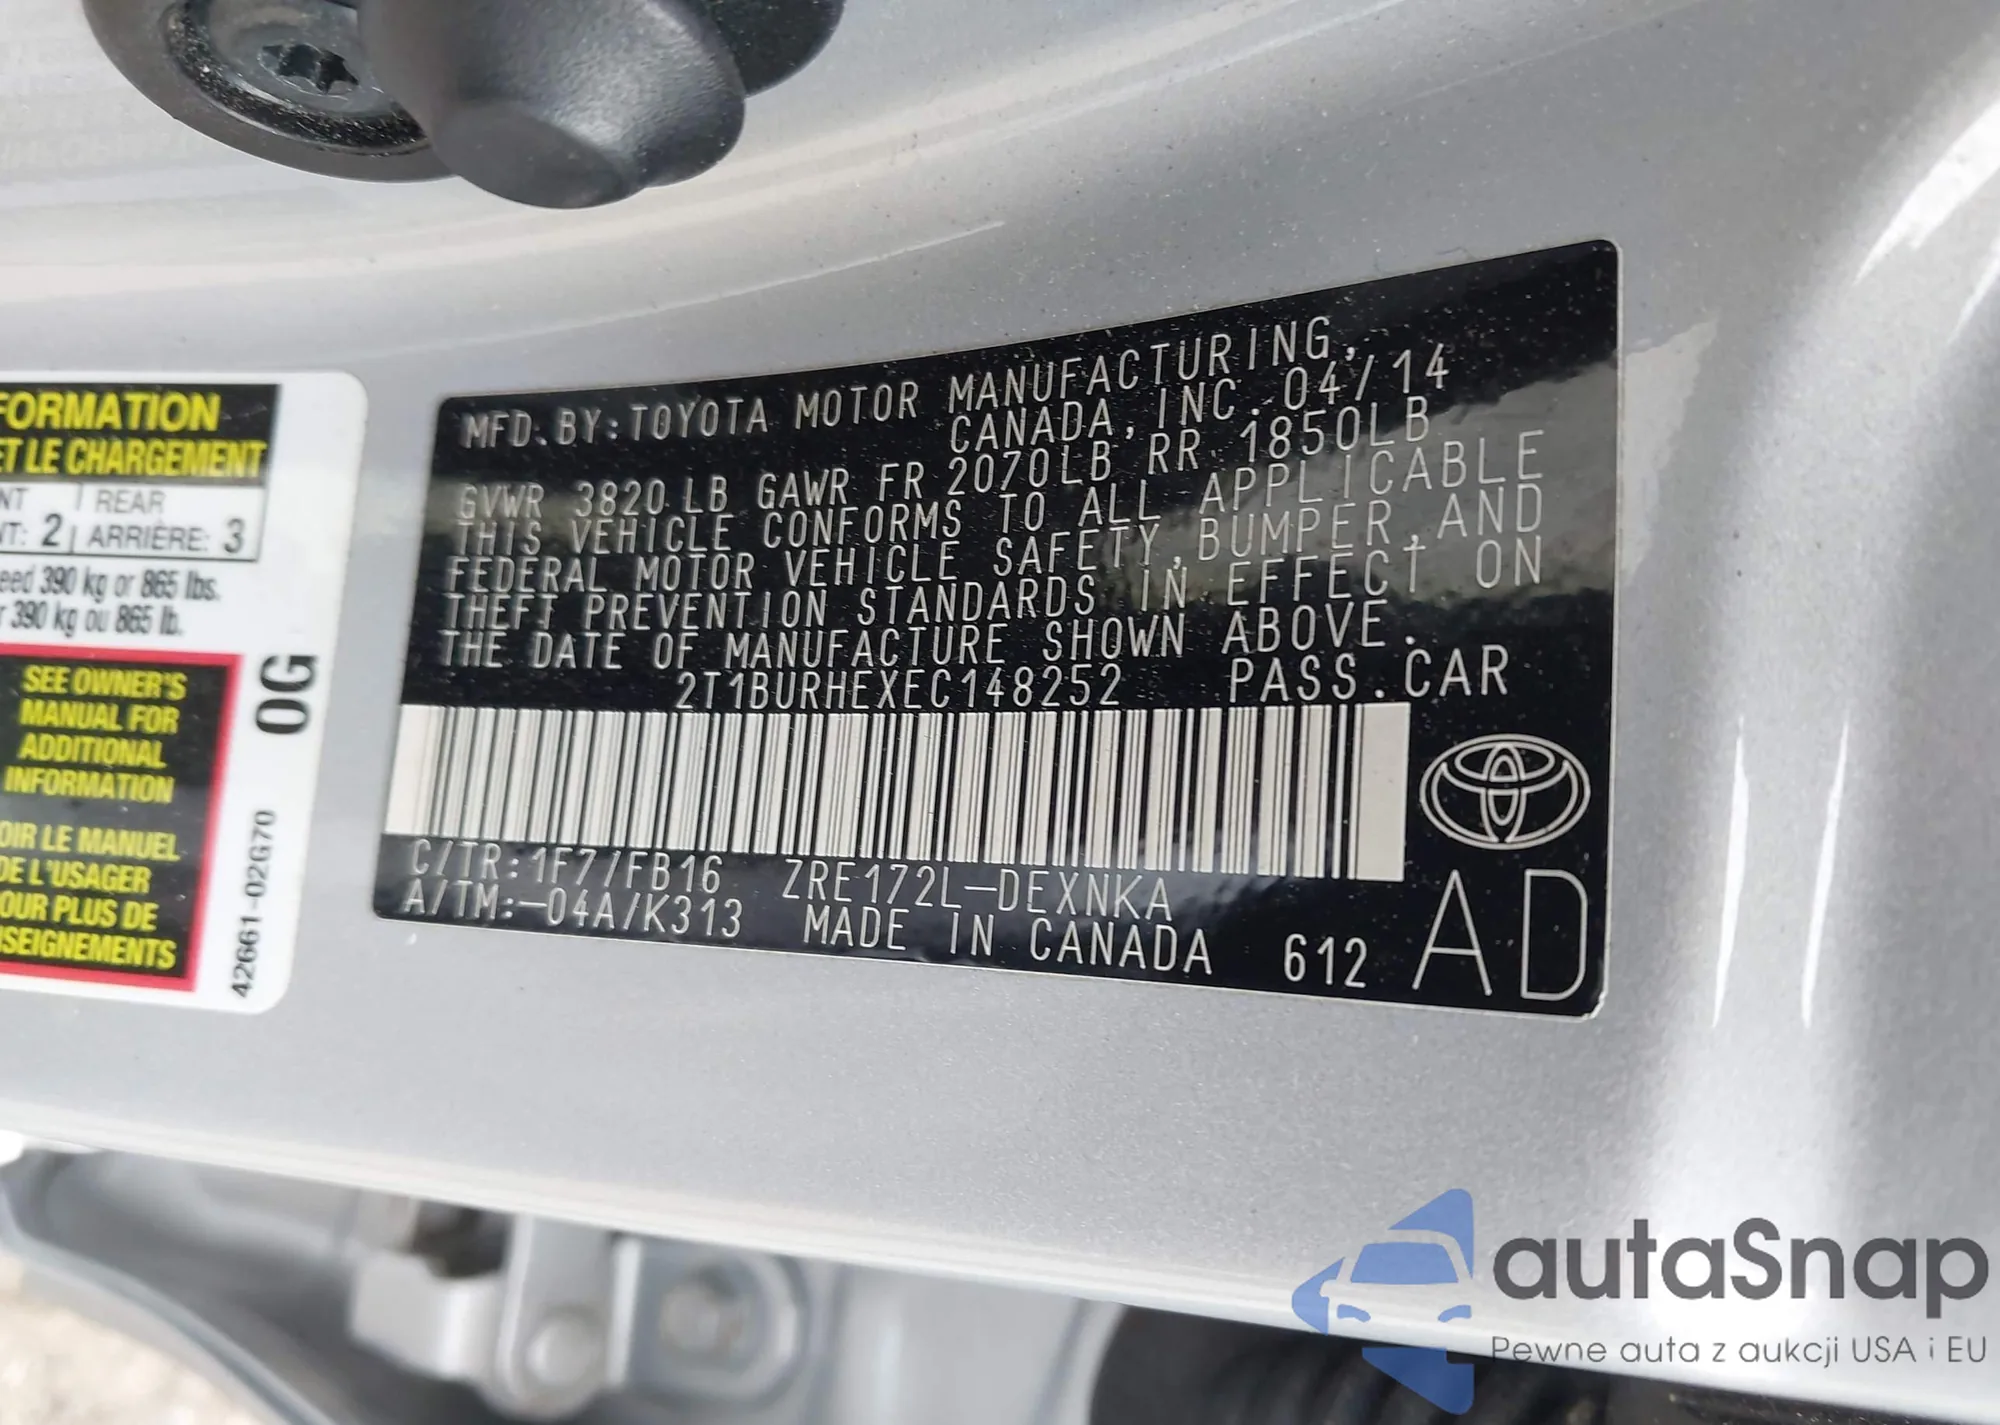 MFD. BY: TOYOTA MOTOR MANUFACTURING,
CANADA, INC. 04/14
GVWR 3820 LB GAWR FR 2070LB RR 1850LB
THIS VEHICLE CONFORMS TO ALL APPLICABLE
FEDERAL MOTOR VEHICLE SAFETY, BUMPER, AND
THEFT PREVENTION STANDARDS IN EFFECT ON
THE DATE OF MANUFACTURE SHOWN ABOVE.
2T1BURHEXEC148252 PASS. CAR
C/TR: 1F7/FB16 ZRE172L-DEXNKA
A/TM: -04A/K313 MADE IN CANADA 612 AD
FORMATION
ET LE CHARGEMENT
NT REAR
NT: 2 ARRIÈRE: 3
eed 390 kg or 865 lbs.
r 390 kg ou 865 lb.
SEE OWNER'S
MANUAL FOR
ADDITIONAL
INFORMATION
OIR LE MANUEL
DE L'USAGER
OUR PLUS DE
NSEIGNEMENTS
0G
42661-02G70
autaSnap
Pewne auta z aukcji USA i EU